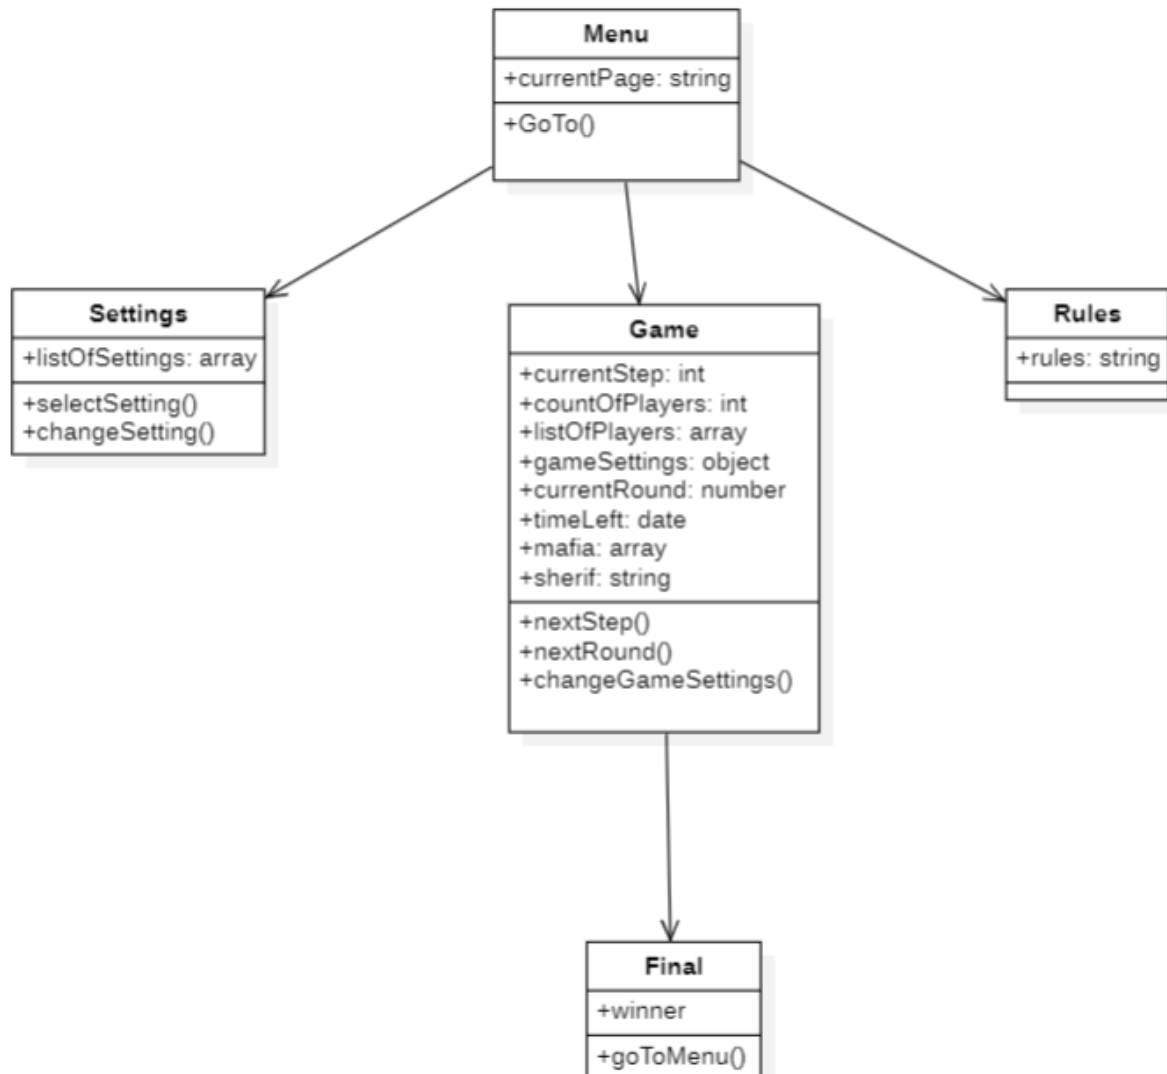 Menu
+currentPage: string
+GoTo()
Settings
+listOfSettings: array
+selectSetting()
+changeSetting()
Game
+currentStep: int
+countOfPlayers: int
+listOfPlayers: array
+gameSettings: object
+currentRound: number
+timeLeft: date
+mafia: array
+sherif: string
+nextStep()
+nextRound()
+changeGameSettings()
Rules
+rules: string
Final
+winner
+goToMenu()